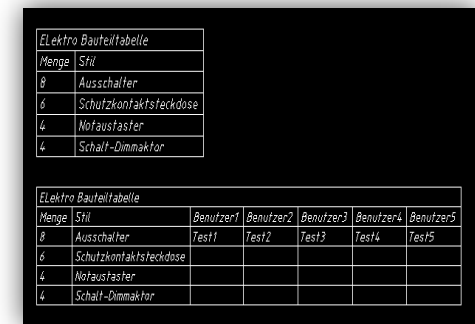 ELektro Bauteiltabelle
Menge Stil
8 Ausschalter
6 Schutzkontaktsteckdose
4 Notaustaster
4 Schalt-Dimmaktor
ELektro Bauteiltabelle
Menge Stil Benutzer1 Benutzer2 Benutzer3 Benutzer4 Benutzer5
8 Ausschalter Test1 Test2 Test3 Test4 Test5
6 Schutzkontaktsteckdose
4 Notaustaster
4 Schalt-Dimmaktor